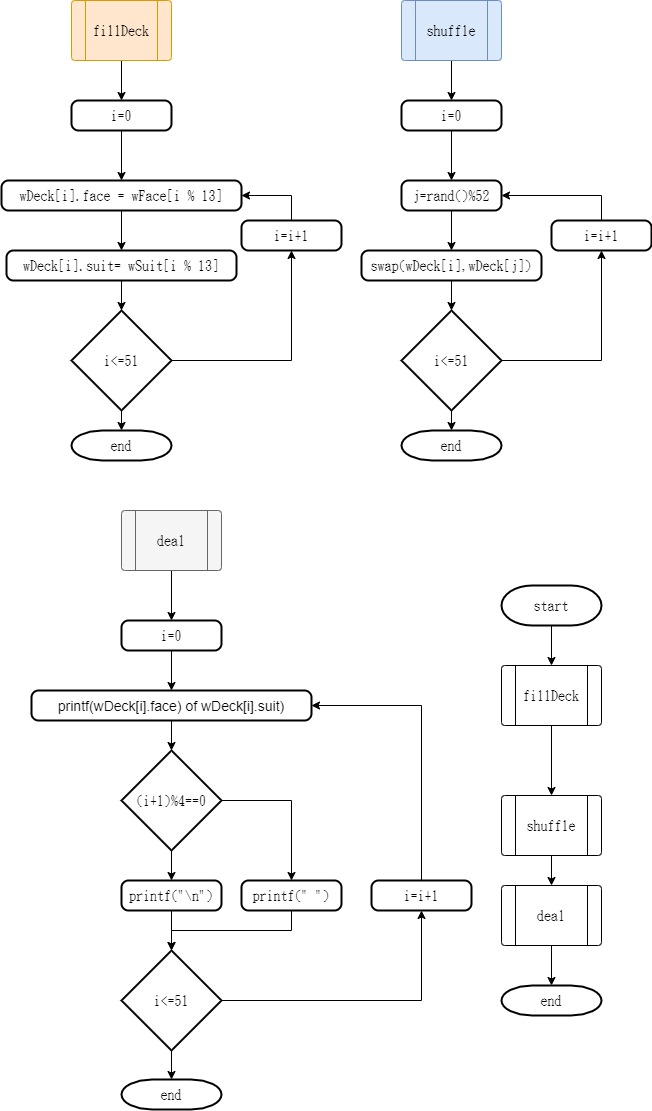 fillDeck
i=0
wDeck[i].face = wFace[i % 13]
i=i+1
wDeck[i].suit= wSuit[i % 13]
i<=51
end
shuffle
i=0
j=rand()%52
i=i+1
swap(wDeck[i],wDeck[j])
i<=51
end
deal
i=0
printf(wDeck[i].face) of wDeck[i].suit)
(i+1)%4==0
printf("\n")
printf(" ")
i=i+1
i<=51
end
start
fillDeck
shuffle
deal
end